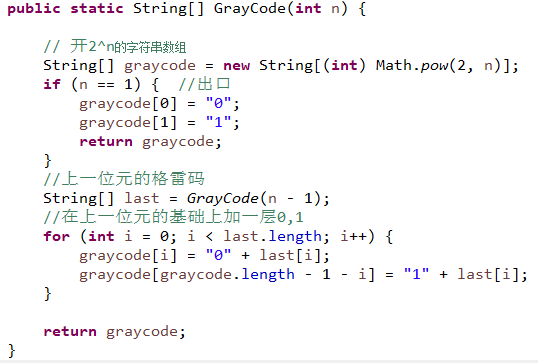 public static String[] GrayCode(int n) {
// 开2^n的字符串数组
String[] graycode = new String[(int) Math.pow(2, n)];
if (n == 1) { //出口
graycode[0] = "0";
graycode[1] = "1";
return graycode;
}
//上一位元的格雷码
String[] last = GrayCode(n - 1);
//在上一位元的基础上加一层0,1
for (int i = 0; i < last.length; i++) {
graycode[i] = "0" + last[i];
graycode[graycode.length - 1 - i] = "1" + last[i];
}
return graycode;
}